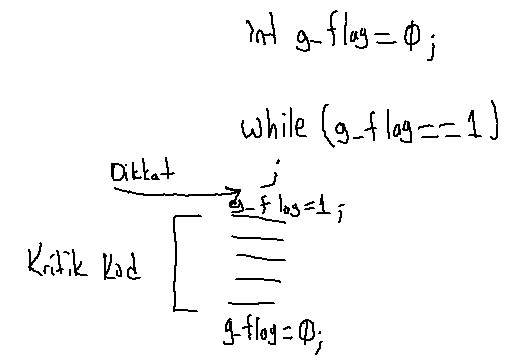 int g_flag=0;
while (g_flag==1)
;
Dikkat
g_flag=1;
Kritik kod
g_flag=0;